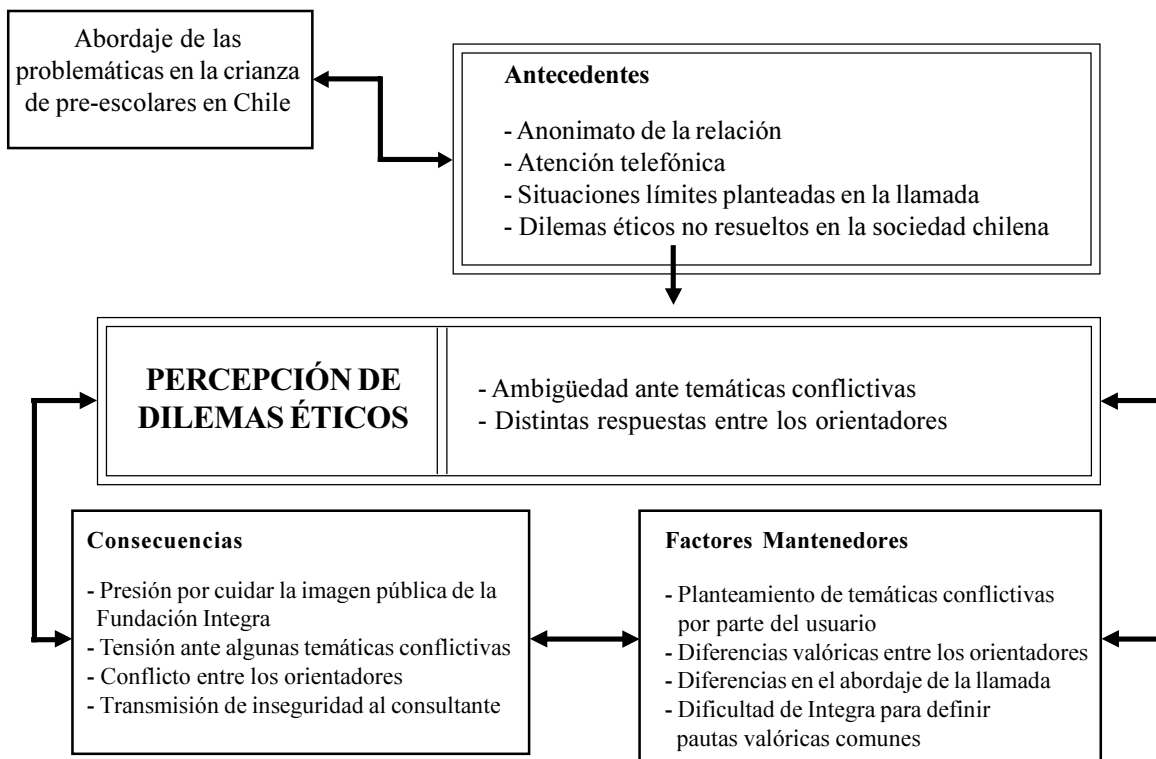 Abordaje de las
problemáticas en la crianza
de pre-escolares en Chile
Antecedentes
- Anonimato de la relación
- Atención telefónica
- Situaciones límites planteadas en la llamada
- Dilemas éticos no resueltos en la sociedad chilena
PERCEPCIÓN DE
DILEMAS ÉTICOS
- Ambigüedad ante temáticas conflictivas
- Distintas respuestas entre los orientadores
Consecuencias
- Presión por cuidar la imagen pública de la
Fundación Integra
- Tensión ante algunas temáticas conflictivas
- Conflicto entre los orientadores
- Transmisión de inseguridad al consultante
Factores Mantenedores
- Planteamiento de temáticas conflictivas
por parte del usuario
- Diferencias valóricas entre los orientadores
- Diferencias en el abordaje de la llamada
- Dificultad de Integra para definir
pautas valóricas comunes